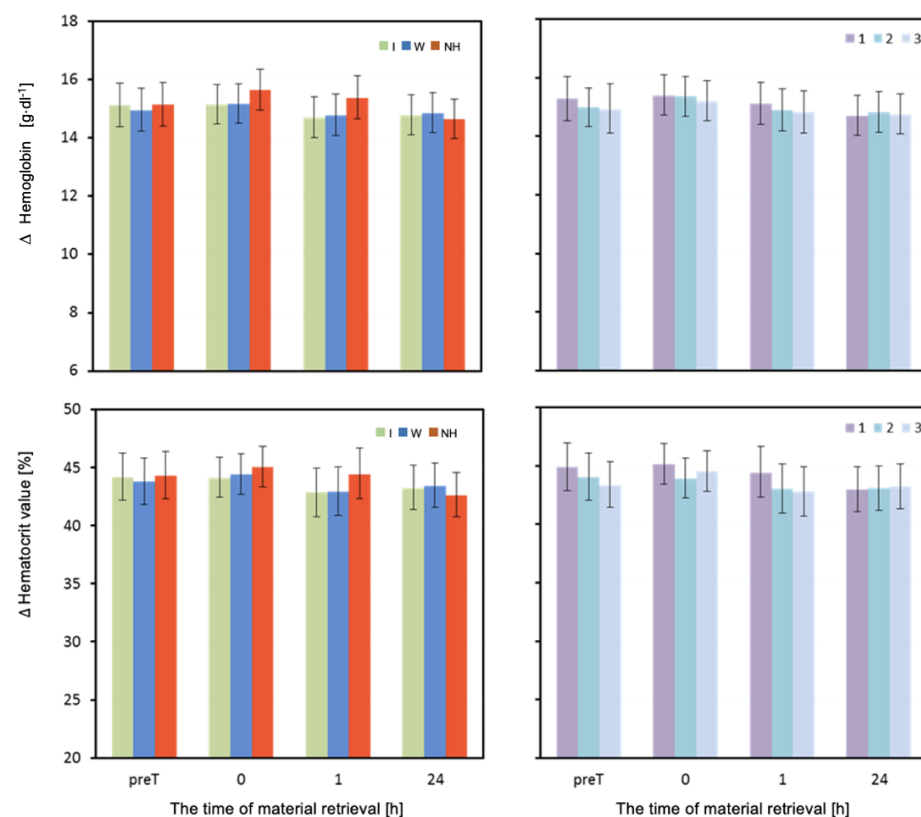 18
16
14
12
10
8
6
Δ Hemoglobin [g·dl-1]
I W NH
1 2 3
50
45
40
35
30
25
20
Δ Hematocrit value [%]
I W NH
1 2 3
preT 0 1 24
preT 0 1 24
The time of material retrieval [h]
The time of material retrieval [h]